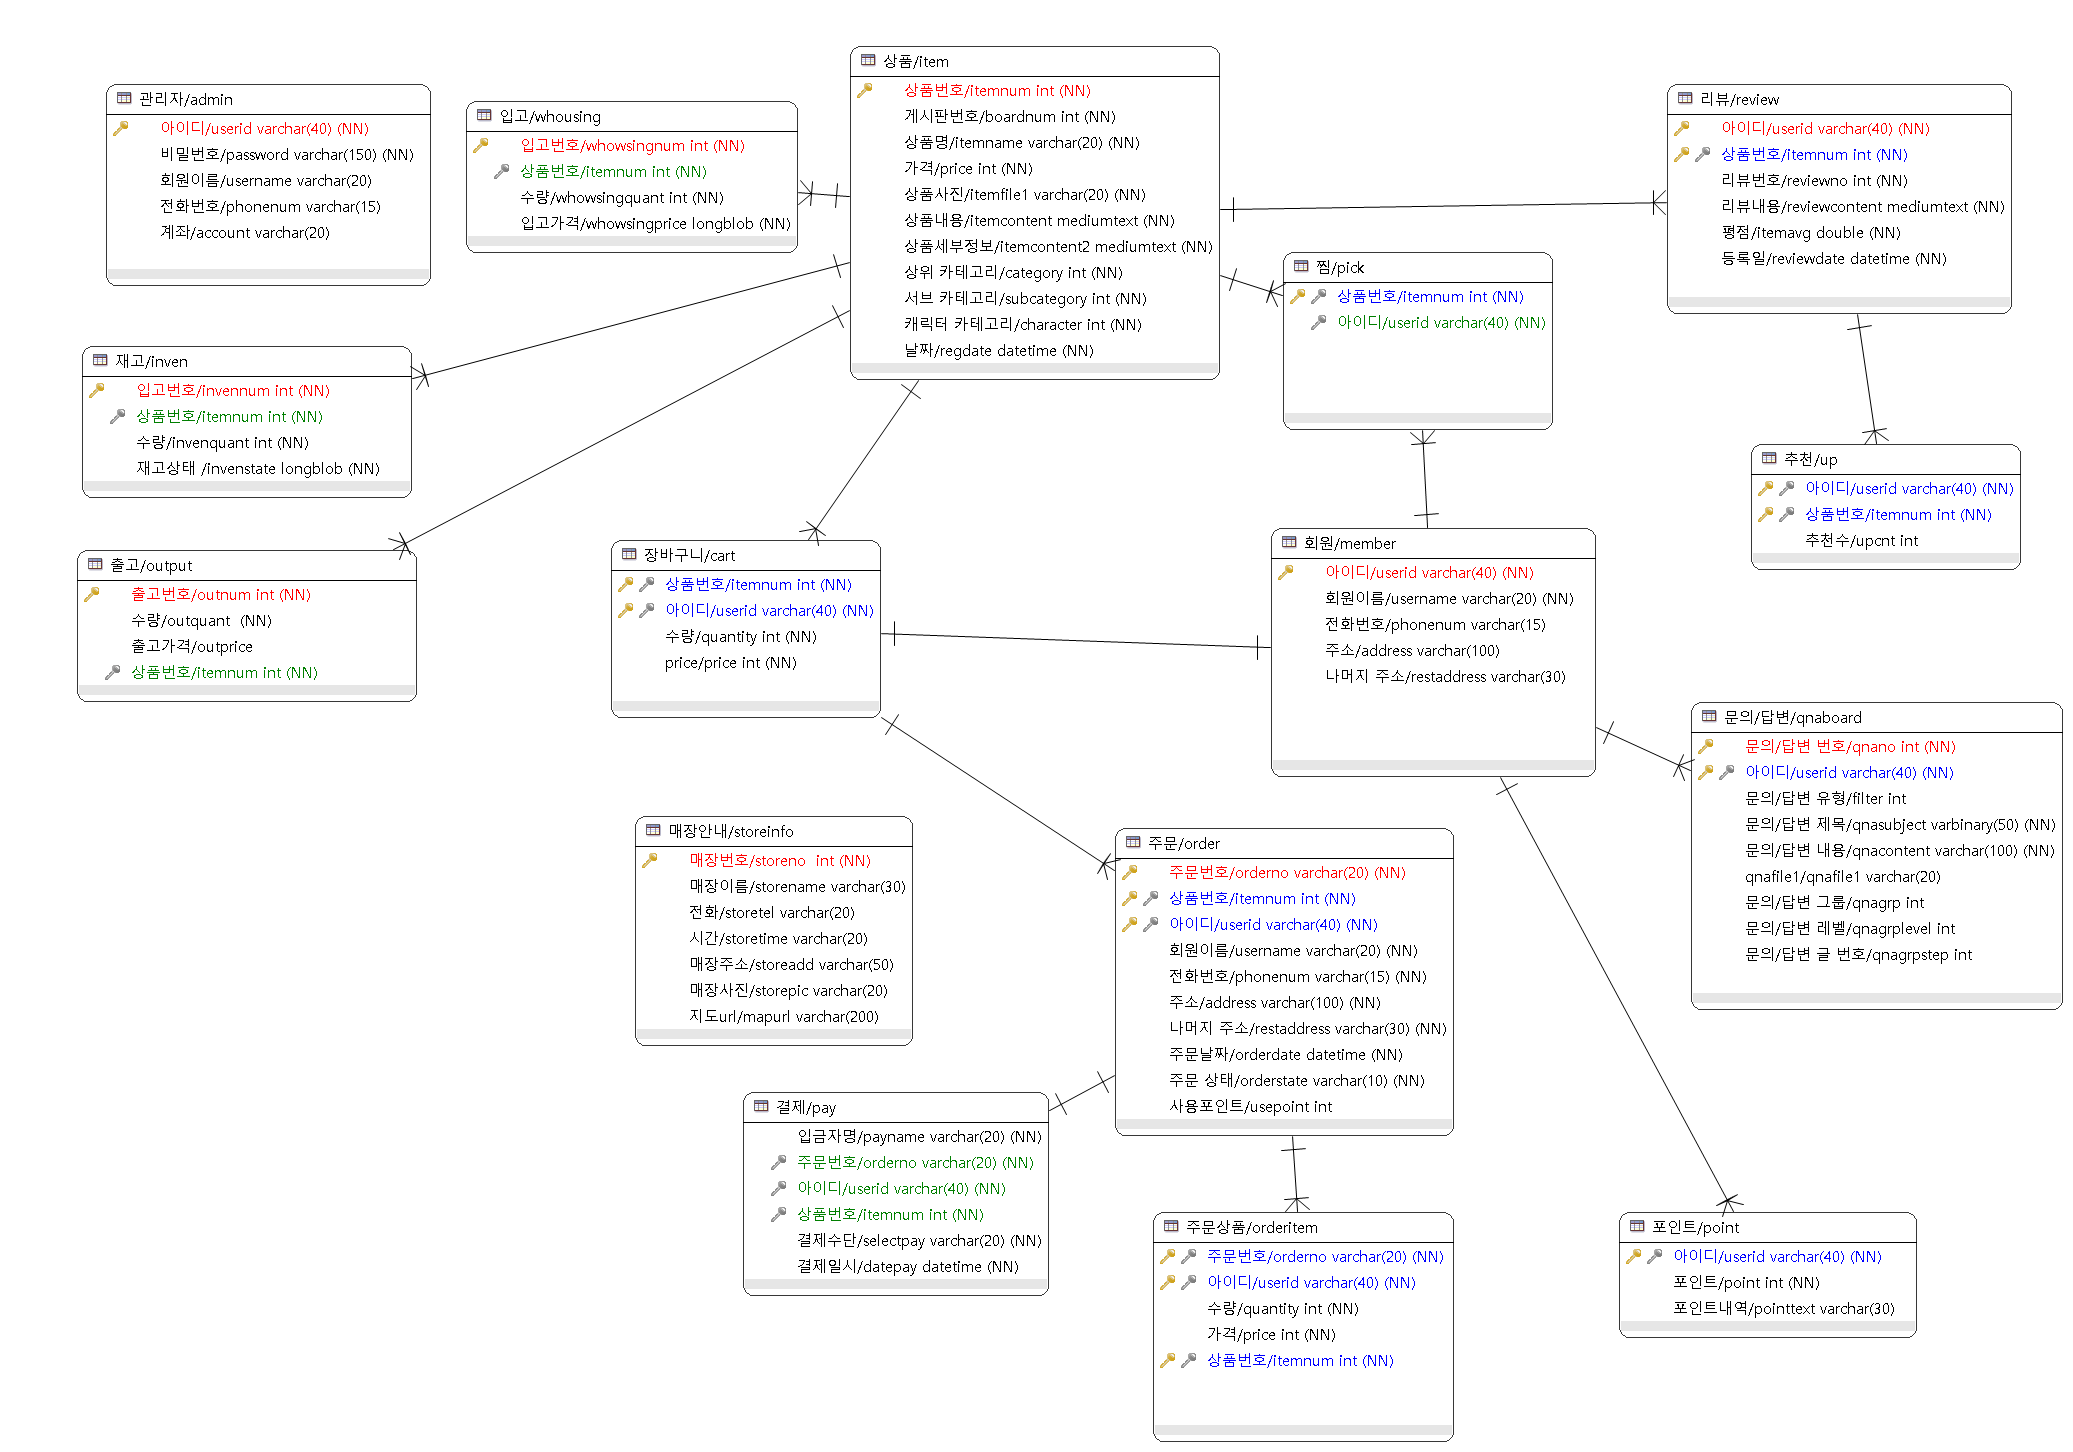 관리자/admin
아이디/userid varchar(40) (NN)
비밀번호/password varchar(150) (NN)
회원이름/username varchar(20)
전화번호/phonenum varchar(15)
계좌/account varchar(20)
입고/whousing
입고번호/whowsingnum int (NN)
상품번호/itemnum int (NN)
수량/whowsingquant int (NN)
입고가격/whowsingprice longblob (NN)
상품/item
상품번호/itemnum int (NN)
게시판번호/boardnum int (NN)
상품명/itemname varchar(20) (NN)
가격/price int (NN)
상품사진/itemfile1 varchar(20) (NN)
상품내용/itemcontent mediumtext (NN)
상품세부정보/itemcontent2 mediumtext (NN)
상위 카테고리/category int (NN)
서브 카테고리/subcategory int (NN)
캐릭터 카테고리/character int (NN)
날짜/regdate datetime (NN)
리뷰/review
아이디/userid varchar(40) (NN)
상품번호/itemnum int (NN)
리뷰번호/reviewno int (NN)
리뷰내용/reviewcontent mediumtext (NN)
평점/itemavg double (NN)
등록일/reviewdate datetime (NN)
찜/pick
상품번호/itemnum int (NN)
아이디/userid varchar(40) (NN)
재고/inven
입고번호/invennum int (NN)
상품번호/itemnum int (NN)
수량/invenquant int (NN)
재고상태 /invenstate longblob (NN)
추천/up
아이디/userid varchar(40) (NN)
상품번호/itemnum int (NN)
추천수/upcnt int
출고/output
출고번호/outnum int (NN)
수량/outquant  (NN)
출고가격/outprice
상품번호/itemnum int (NN)
장바구니/cart
상품번호/itemnum int (NN)
아이디/userid varchar(40) (NN)
수량/quantity int (NN)
price/price int (NN)
회원/member
아이디/userid varchar(40) (NN)
회원이름/username varchar(20) (NN)
전화번호/phonenum varchar(15)
주소/address varchar(100)
나머지 주소/restaddress varchar(30)
문의/답변/qnaboard
문의/답변 번호/qnano int (NN)
아이디/userid varchar(40) (NN)
문의/답변 유형/filter int
문의/답변 제목/qnasubject varbinary(50) (NN)
문의/답변 내용/qnacontent varchar(100) (NN)
qnafile1/qnafile1 varchar(20)
문의/답변 그룹/qnagrp int
문의/답변 레벨/qnagrplevel int
문의/답변 글 번호/qnagrpstep int
매장안내/storeinfo
매장번호/storeno  int (NN)
매장이름/storename varchar(30)
전화/storetel varchar(20)
시간/storetime varchar(20)
매장주소/storeadd varchar(50)
매장사진/storepic varchar(20)
지도url/mapurl varchar(200)
주문/order
주문번호/orderno varchar(20) (NN)
상품번호/itemnum int (NN)
아이디/userid varchar(40) (NN)
회원이름/username varchar(20) (NN)
전화번호/phonenum varchar(15) (NN)
주소/address varchar(100) (NN)
나머지 주소/restaddress varchar(30) (NN)
주문날짜/orderdate datetime (NN)
주문 상태/orderstate varchar(10) (NN)
사용포인트/usepoint int
결제/pay
입금자명/payname varchar(20) (NN)
주문번호/orderno varchar(20) (NN)
아이디/userid varchar(40) (NN)
상품번호/itemnum int (NN)
결제수단/selectpay varchar(20) (NN)
결제일시/datepay datetime (NN)
주문상품/orderitem
주문번호/orderno varchar(20) (NN)
아이디/userid varchar(40) (NN)
수량/quantity int (NN)
가격/price int (NN)
상품번호/itemnum int (NN)
포인트/point
아이디/userid varchar(40) (NN)
포인트/point int (NN)
포인트내역/pointtext varchar(30)